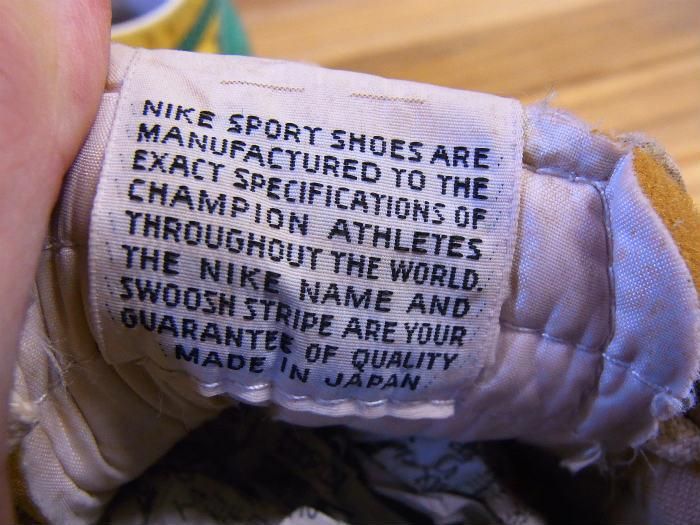 NIKE SPORT SHOES ARE
MANUFACTURED TO THE
EXACT SPECIFICATIONS OF
CHAMPION ATHLETES
THROUGHOUT THE WORLD.
THE NIKE NAME AND
SWOOSH STRIPE ARE YOUR
GUARANTEE OF QUALITY
MADE IN JAPAN